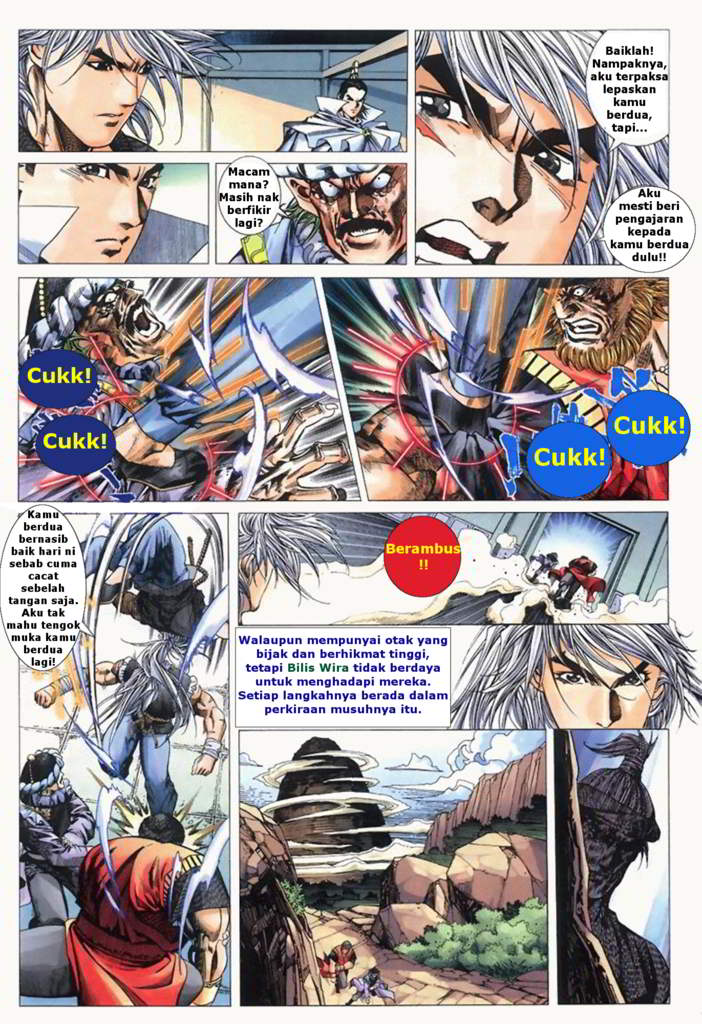 Baiklah!
Nampaknya,
aku terpaksa
lepaskan
kamu
berdua,
tapi...
Macam
mana?
Masih nak
berfikir
lagi?
Aku
mesti beri
pengajaran
kepada
kamu berdua
dulu!!
Cukk!
Cukk!
Cukk!
Cukk!
Kamu
berdua
bernasib
baik hari ni
sebab cuma
cacat
sebelah
tangan saja.
Aku tak
mahu tengok
muka kamu
berdua
lagi!
Berambus
!!
Walaupun mempunyai otak yang
bijak dan berhikmat tinggi,
tetapi Bilis Wira tidak berdaya
untuk menghadapi mereka.
Setiap langkahnya berada dalam
perkiraan musuhnya itu.